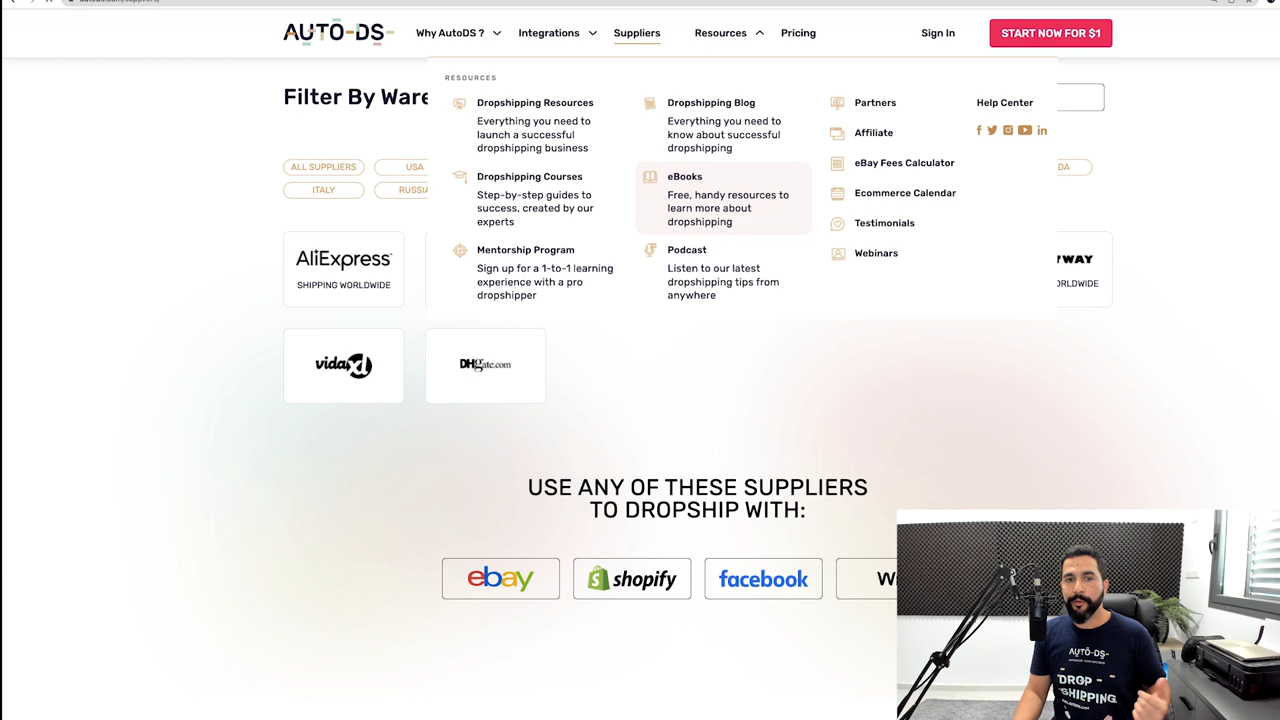 AUTO-DS
Why AutoDS ?
Integrations
Suppliers
Resources
Pricing
Sign In
START NOW FOR $1
RESOURCES
Filter By Ware
Dropshipping Resources
Everything you need to
launch a successful
dropshipping business
Dropshipping Courses
Step-by-step guides to
success, created by our
experts
Mentorship Program
Sign up for a 1-to-1 learning
experience with a pro
dropshipper
Dropshipping Blog
Everything you need to
know about successful
dropshipping
eBooks
Free, handy resources to
learn more about
dropshipping
Podcast
Listen to our latest
dropshipping tips from
anywhere
Partners
Affiliate
eBay Fees Calculator
Ecommerce Calendar
Testimonials
Webinars
Help Center
ALL SUPPLIERS
USA
DA
ITALY
RUSSIA
AliExpress
SHIPPING WORLDWIDE
WAY
ORLDWIDE
vidaxl
DHgate.com
USE ANY OF THESE SUPPLIERS
TO DROPSHIP WITH:
ebay
shopify
facebook
W
AUTO-DS
DROP
SHIPPING